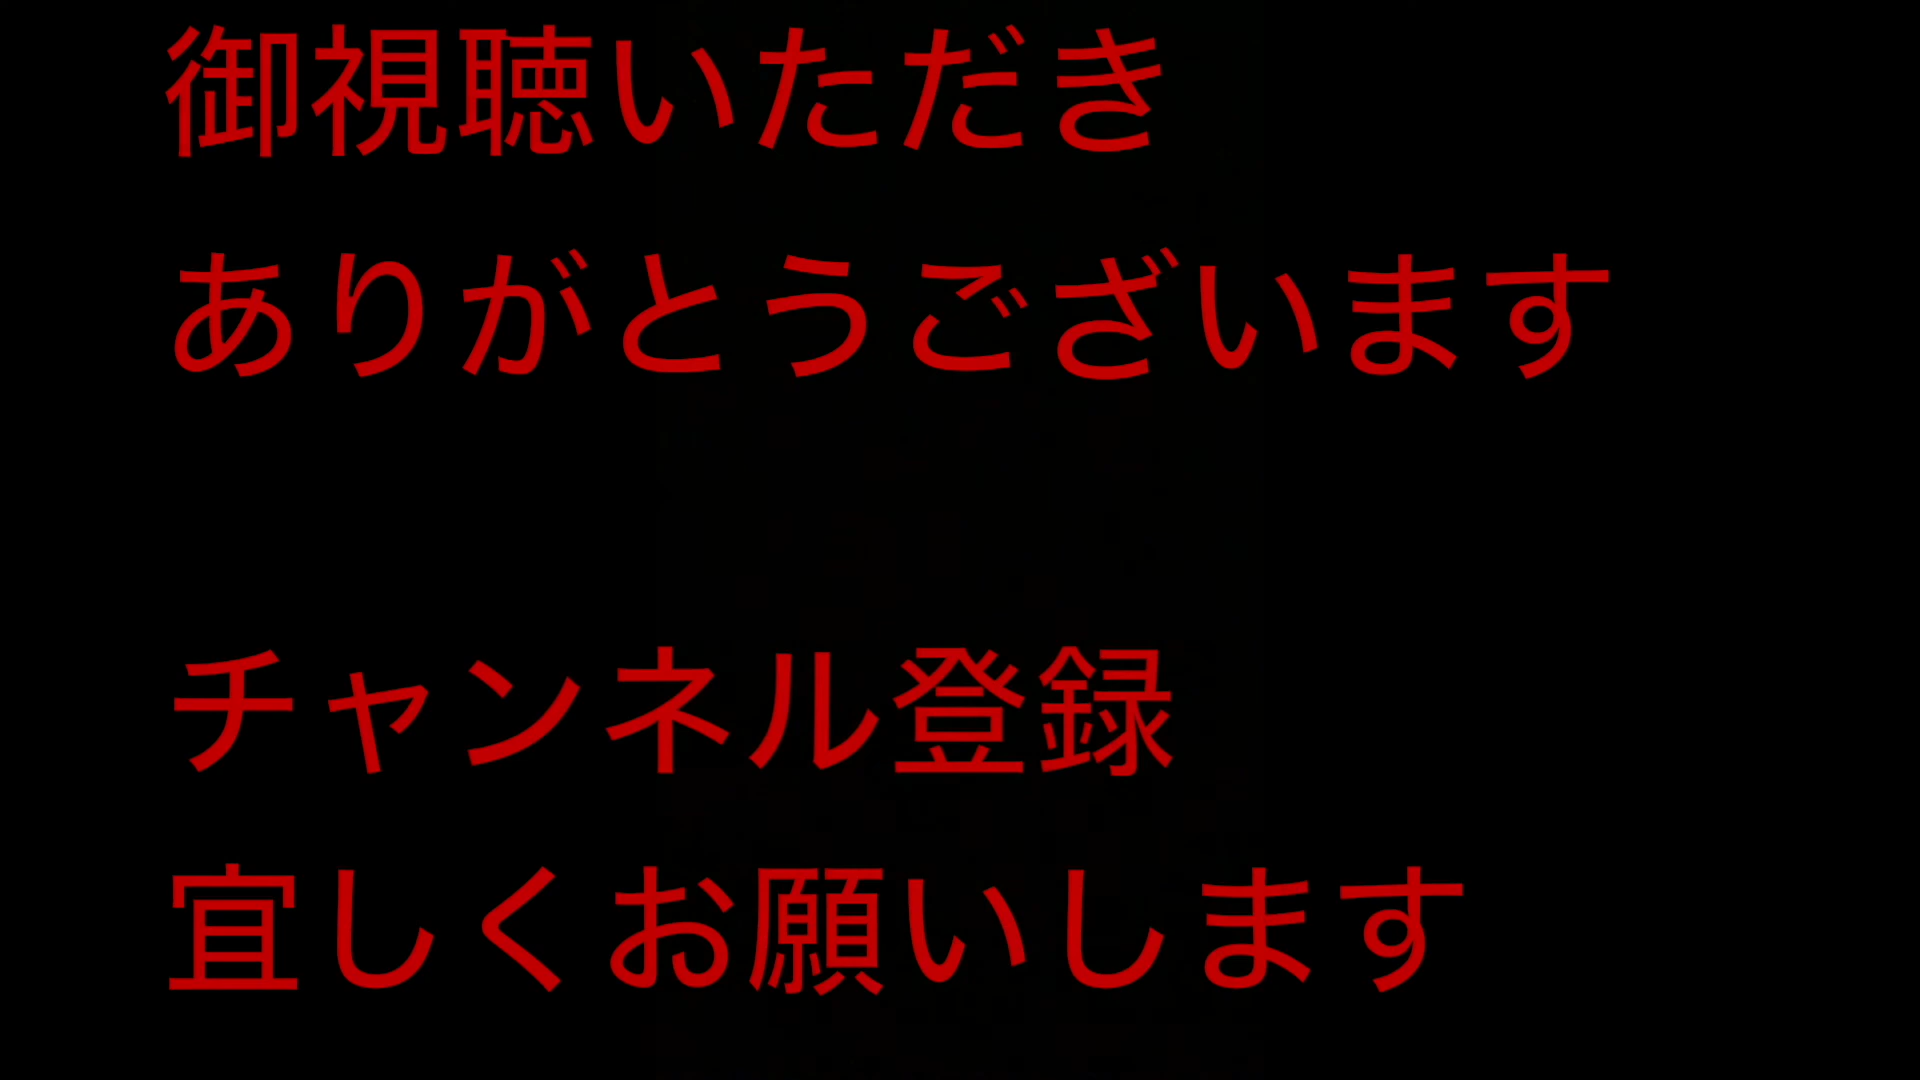 御視聴いただき
ありがとうございます
チャンネル登録
宜しくお願いします